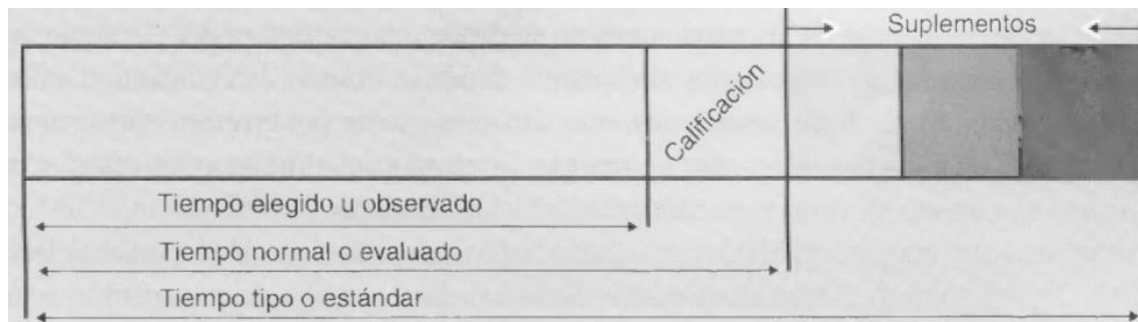 Suplementos
Calificación
Tiempo elegido u observado
Tiempo normal o evaluado
Tiempo tipo o estándar